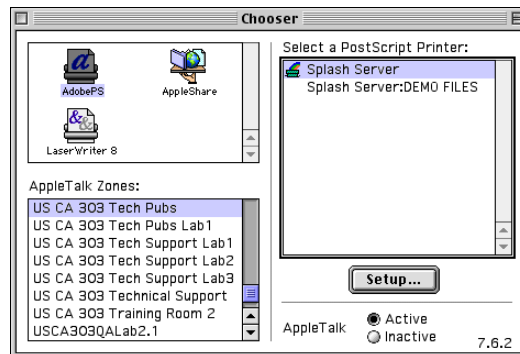 Chooser
AdobePS
AppleShare
LaserWriter 8
AppleTalk Zones:
US CA 303 Tech Pubs
US CA 303 Tech Pubs Lab1
US CA 303 Tech Support Lab1
US CA 303 Tech Support Lab2
US CA 303 Tech Support Lab3
US CA 303 Technical Support
US CA 303 Training Room 2
USCA303QALab2.1
Select a PostScript Printer:
Splash Server
Splash Server:DEMO FILES
Setup...
AppleTalk
Active
Inactive
7.6.2